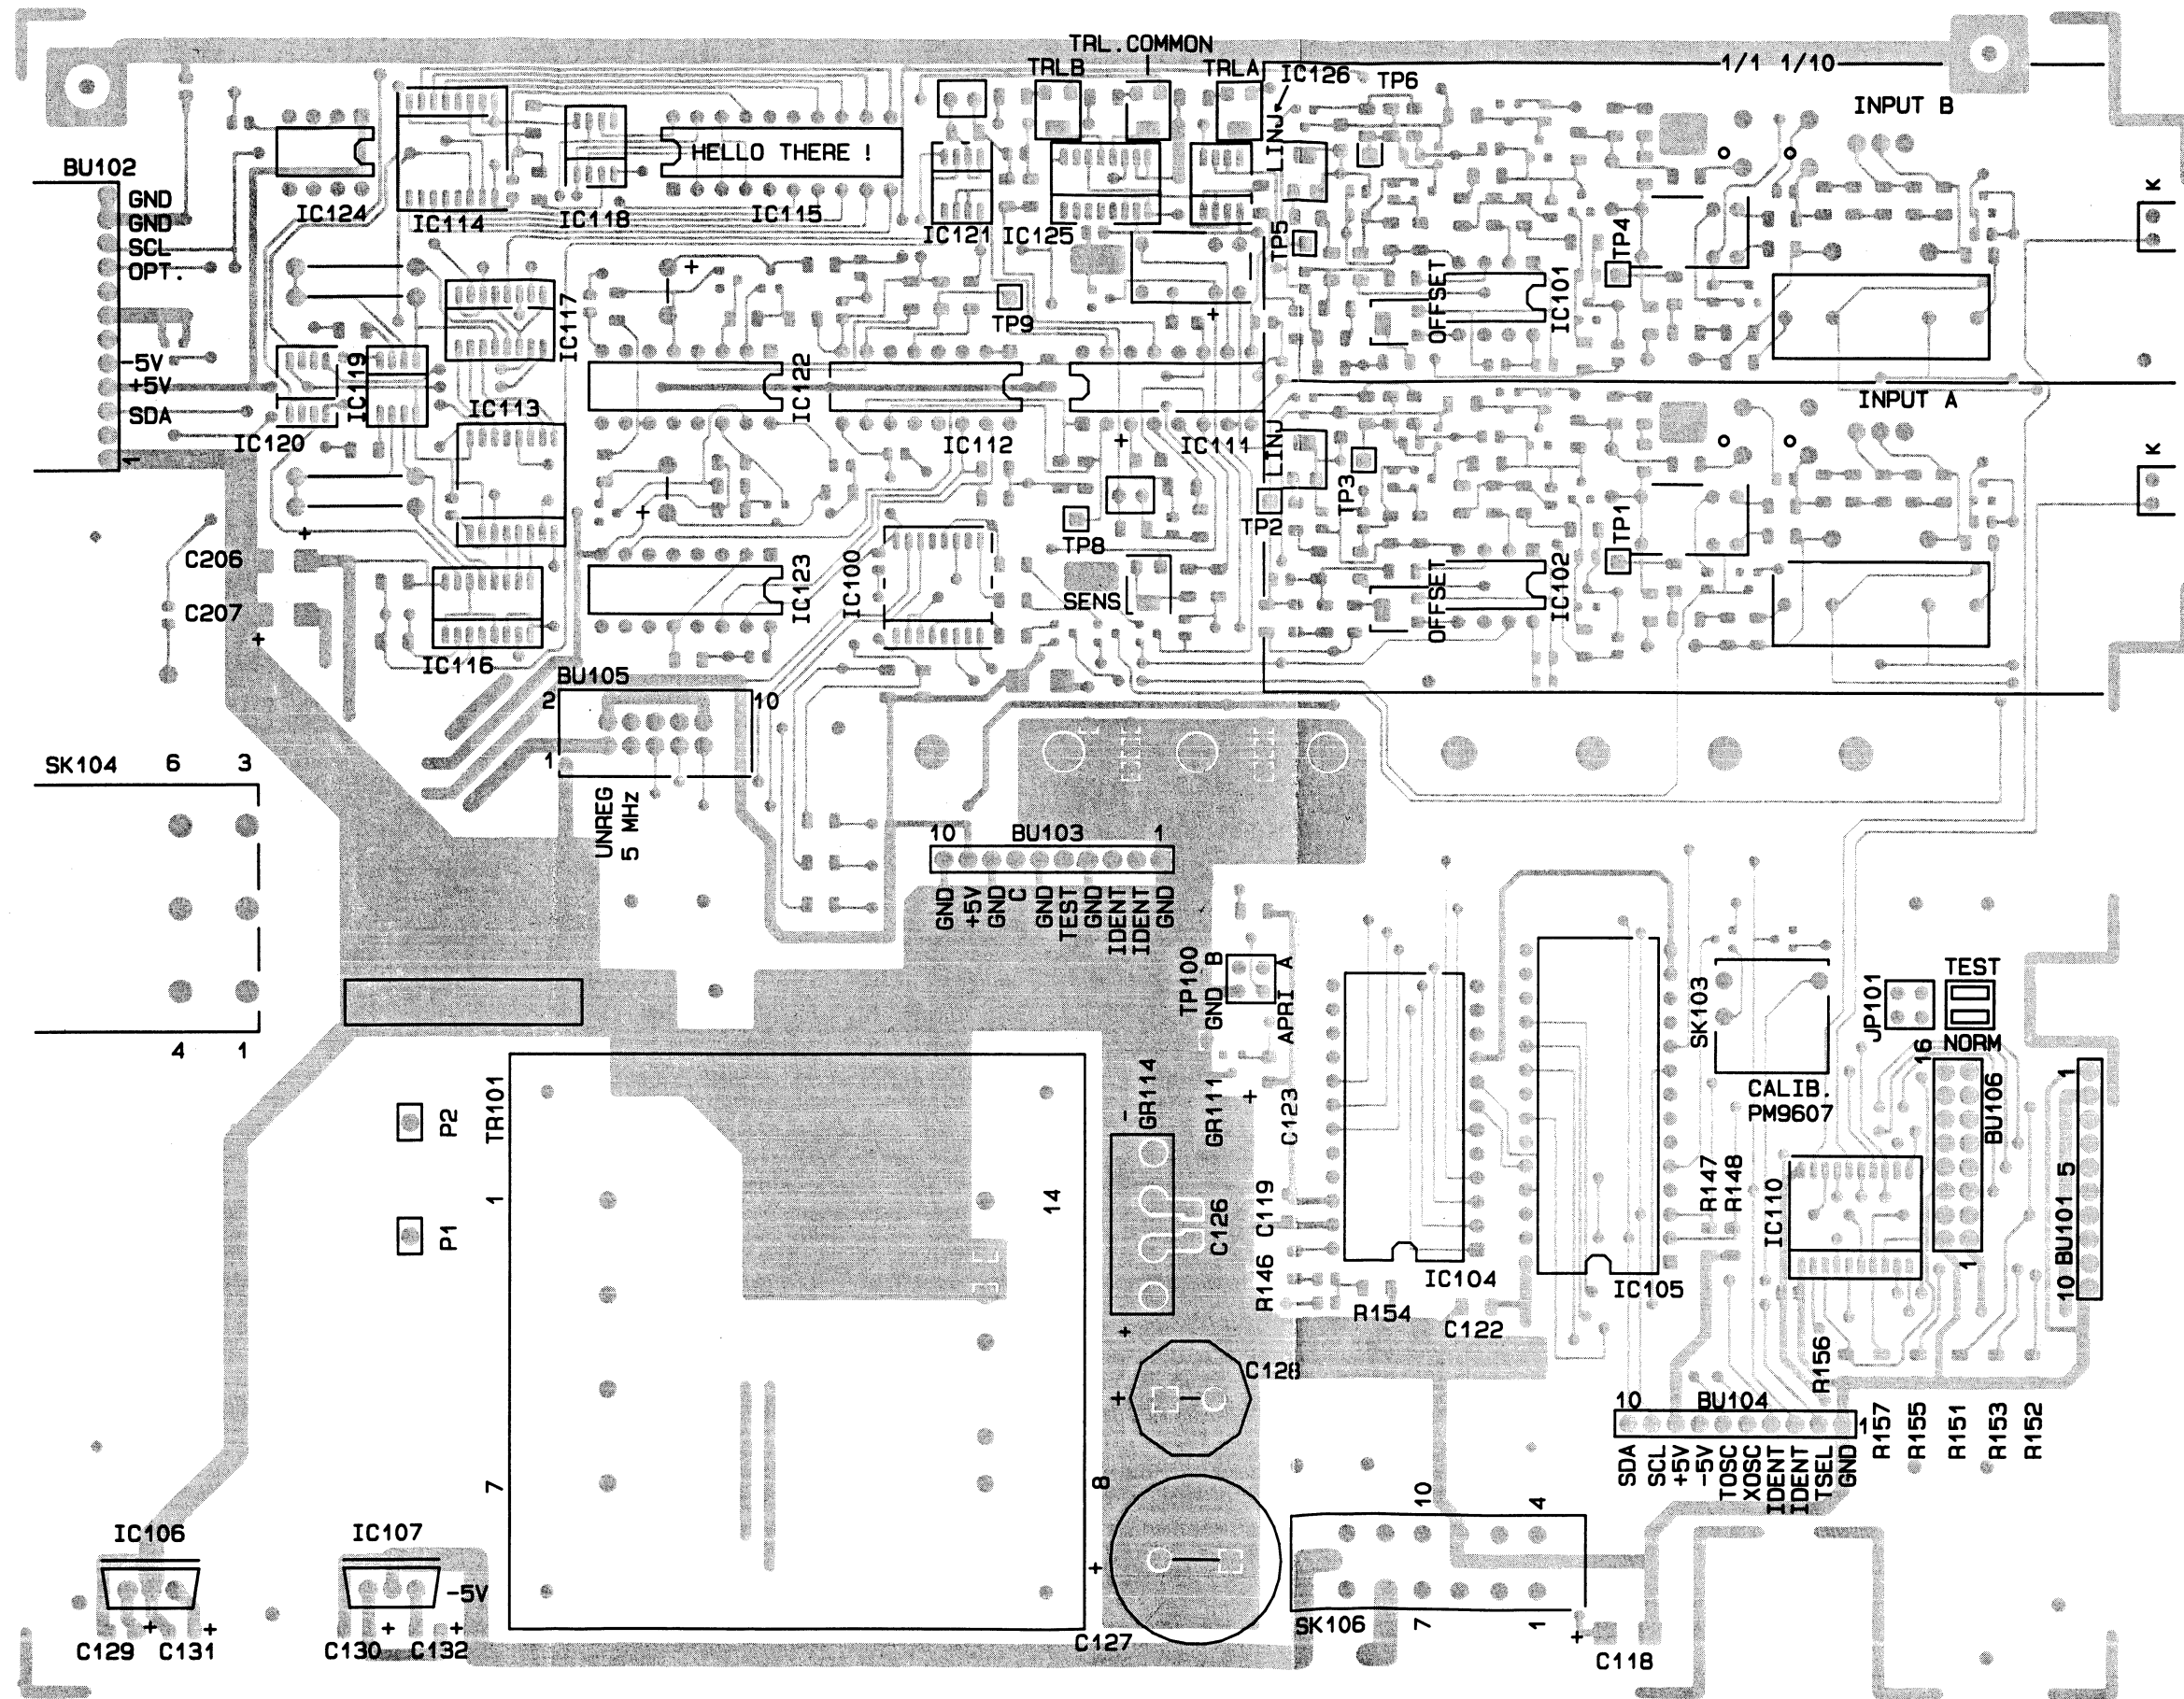 TRL.COMMON
TRLB
TRLA
IC126
TP6
1/1 1/10
INPUT B
LINJ
HELLO THERE !
BU102
GND
GND
SCL
OPT.
-5V
+5V
SDA
1
IC124
IC114
IC118
IC115
IC121
IC125
TP5
TP4
K
+
IC117
TP9
+
OFFSET
IC101
IC119
IC113
IC122
IC120
IC112
+
IC111
INPUT A
LINJ
K
TP3
TP2
TP1
TP8
+
+
C206
C207
+
IC123
IC100
SENS
OFFSET
IC102
IC116
BU105
2
10
1
SK104
6
3
4
1
UNREG
5 MHz
10
BU103
1
GND
+5V
GND
C
GND
TEST
GND
IDENT
IDENT
GND
TP100
GND B
APRI A
SK103
JP101
TEST
NORM
CALIB.
PM9607
16
BU106
1
1
5
BU101
10
P2
P1
TR101
1
14
7
8
-
GR114
GR111
+
C123
C126
C119
R146
+
R154
IC104
C122
IC105
R147
R148
IC110
R156
C128
+
10
BU104
1
SDA
SCL
+5V
-5V
TOSC
XOSC
IDENT
IDENT
TSEL
GND
R157
R155
R151
R153
R152
IC106
IC107
-5V
+
+
+
+
C129
C131
C130
C132
+
C127
10
4
SK106
7
1
+
C118